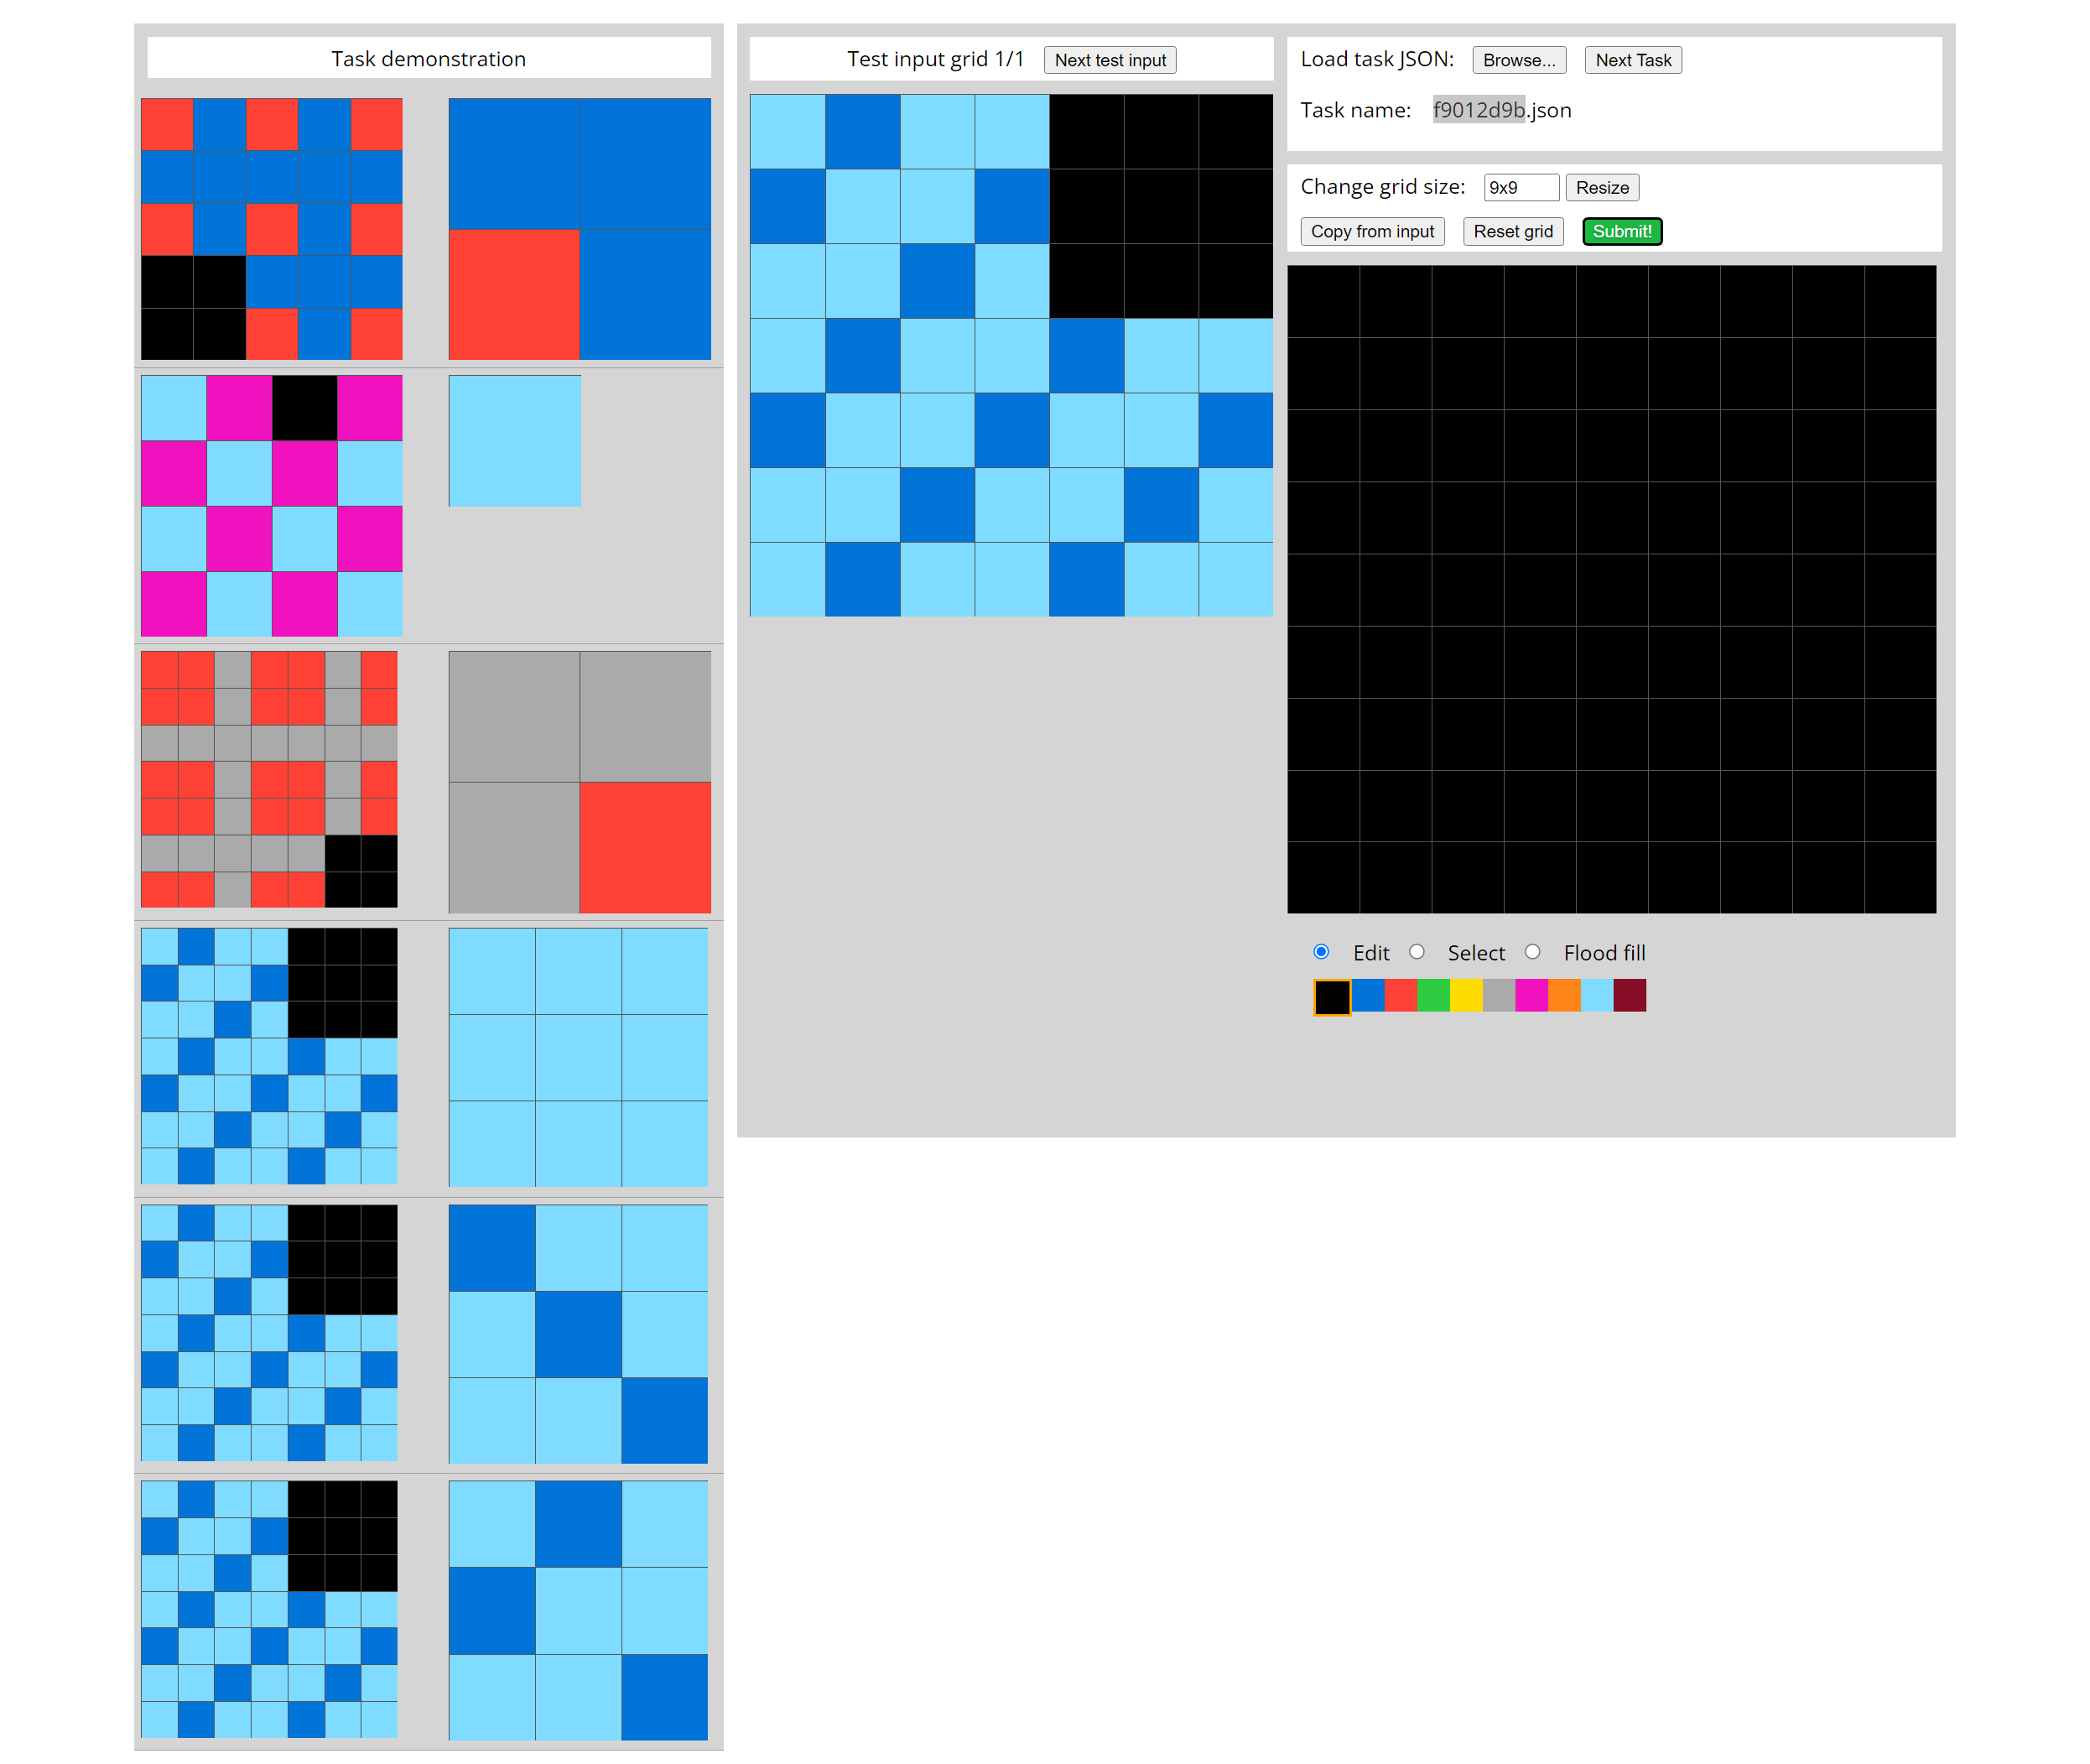 Task demonstration
Test input grid 1/1 Next test input
Load task JSON: Browse... Next Task
Task name: f9012d9b.json
Change grid size: 9x9 Resize
Copy from input Reset grid Submit!
Edit Select Flood fill